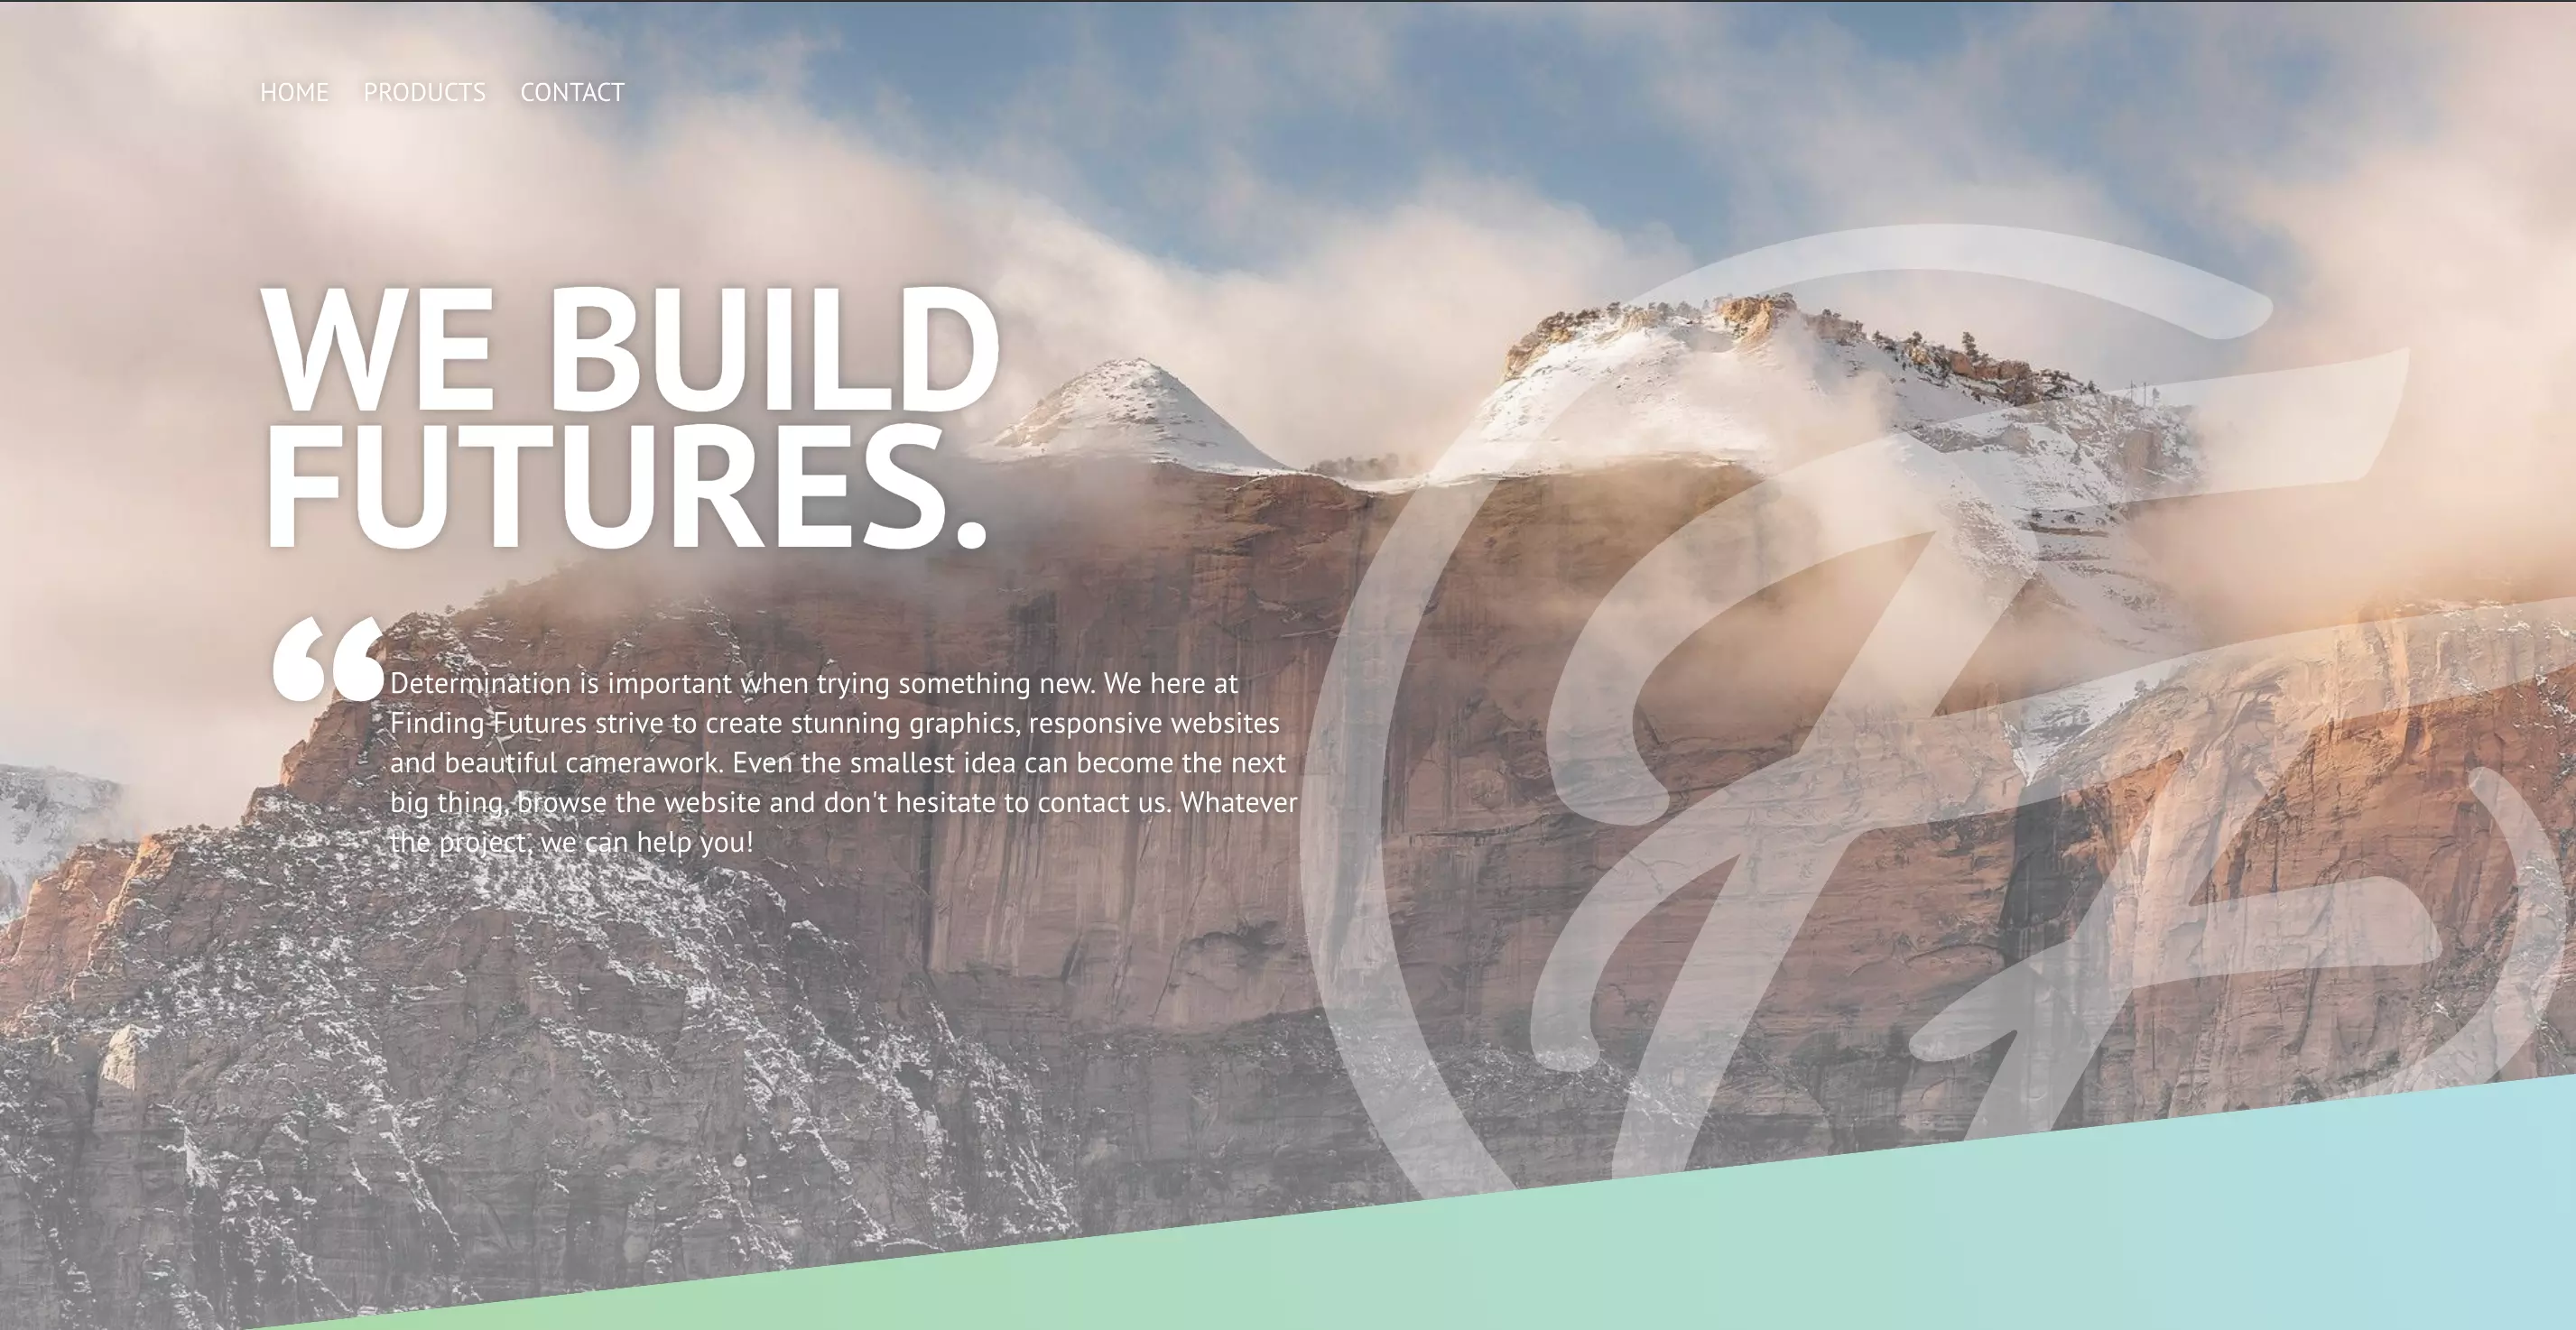 HOME PRODUCTS CONTACT
WE BUILD
FUTURES.
“
Determination is important when trying something new. We here at
Finding Futures strive to create stunning graphics, responsive websites
and beautiful camerawork. Even the smallest idea can become the next
big thing, browse the website and don't hesitate to contact us. Whatever
the project, we can help you!